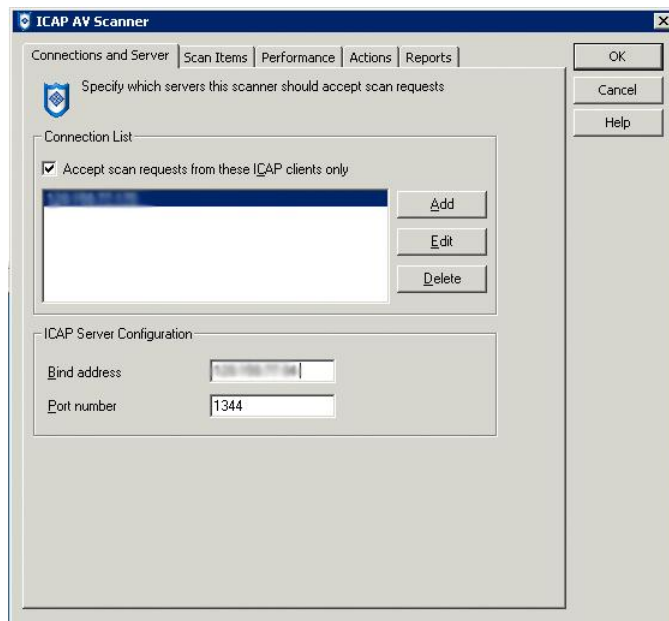 ICAP AV Scanner
Connections and Server Scan Items Performance Actions Reports
OK
Cancel
Help
Specify which servers this scanner should accept scan requests
Connection List
Accept scan requests from these ICAP clients only
Add
Edit
Delete
ICAP Server Configuration
Bind address
Port number 1344